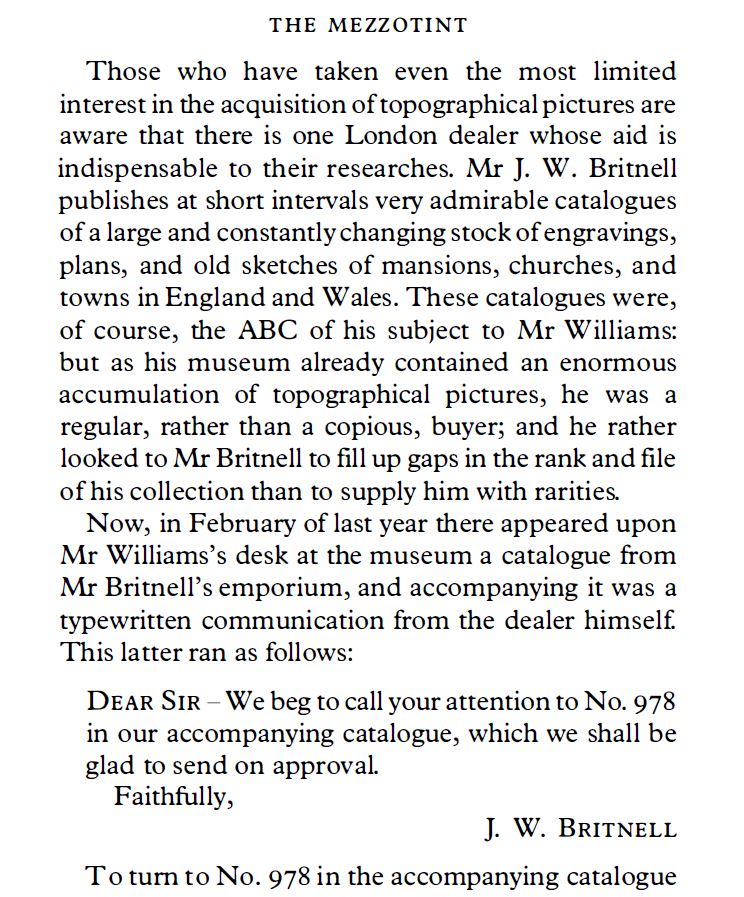 THE MEZZOTINT
Those who have taken even the most limited
interest in the acquisition of topographical pictures are
aware that there is one London dealer whose aid is
indispensable to their researches. Mr J. W. Britnell
publishes at short intervals very admirable catalogues
of a large and constantly changing stock of engravings,
plans, and old sketches of mansions, churches, and
towns in England and Wales. These catalogues were,
of course, the ABC of his subject to Mr Williams:
but as his museum already contained an enormous
accumulation of topographical pictures, he was a
regular, rather than a copious, buyer; and he rather
looked to Mr Britnell to fill up gaps in the rank and file
of his collection than to supply him with rarities.
Now, in February of last year there appeared upon
Mr Williams’s desk at the museum a catalogue from
Mr Britnell’s emporium, and accompanying it was a
typewritten communication from the dealer himself.
This latter ran as follows:
DEAR SIR – We beg to call your attention to No. 978
in our accompanying catalogue, which we shall be
glad to send on approval.
Faithfully,
J. W. BRITNELL
To turn to No. 978 in the accompanying catalogue